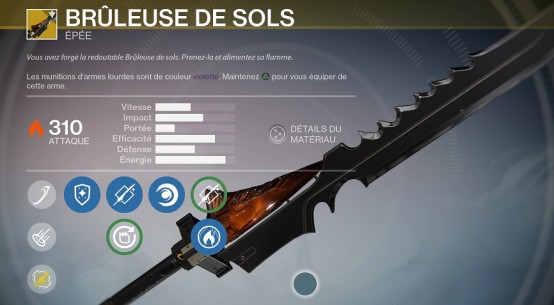 BRÛLEUSE DE SOLS
ÉPÉE
Vous avez forgé la redoutable Brûleuse de sols. Prenez-la et alimentez sa flamme.
Les munitions d'armes lourdes sont de couleur violette. Maintenez pour vous équiper de
cette arme.
310
ATTAQUE
Vitesse
Impact
Portée
Efficacité
Défense
Énergie
DÉTAILS DU
MATÉRIAU